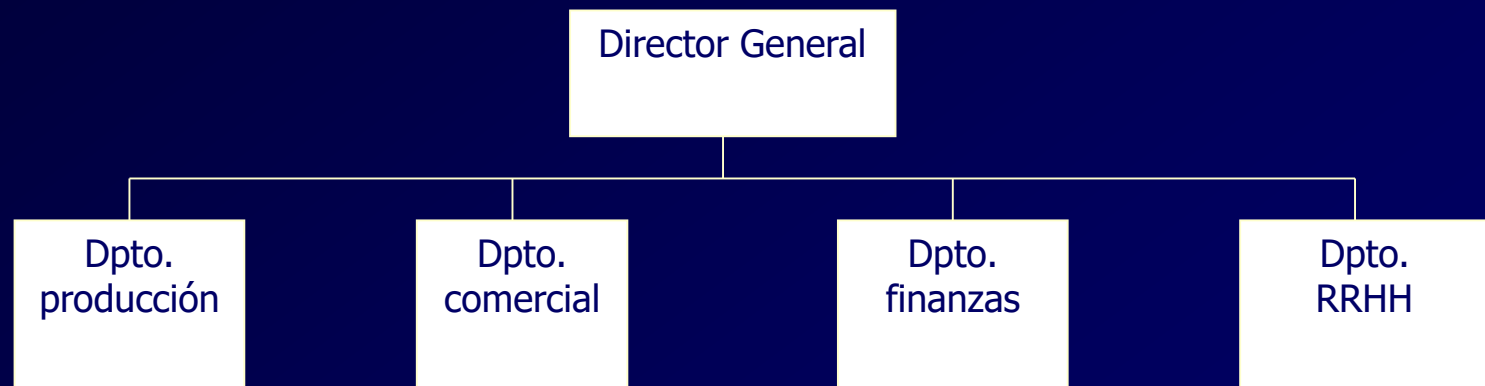 Director General
Dpto.
producción
Dpto.
comercial
Dpto.
finanzas
Dpto.
RRHH